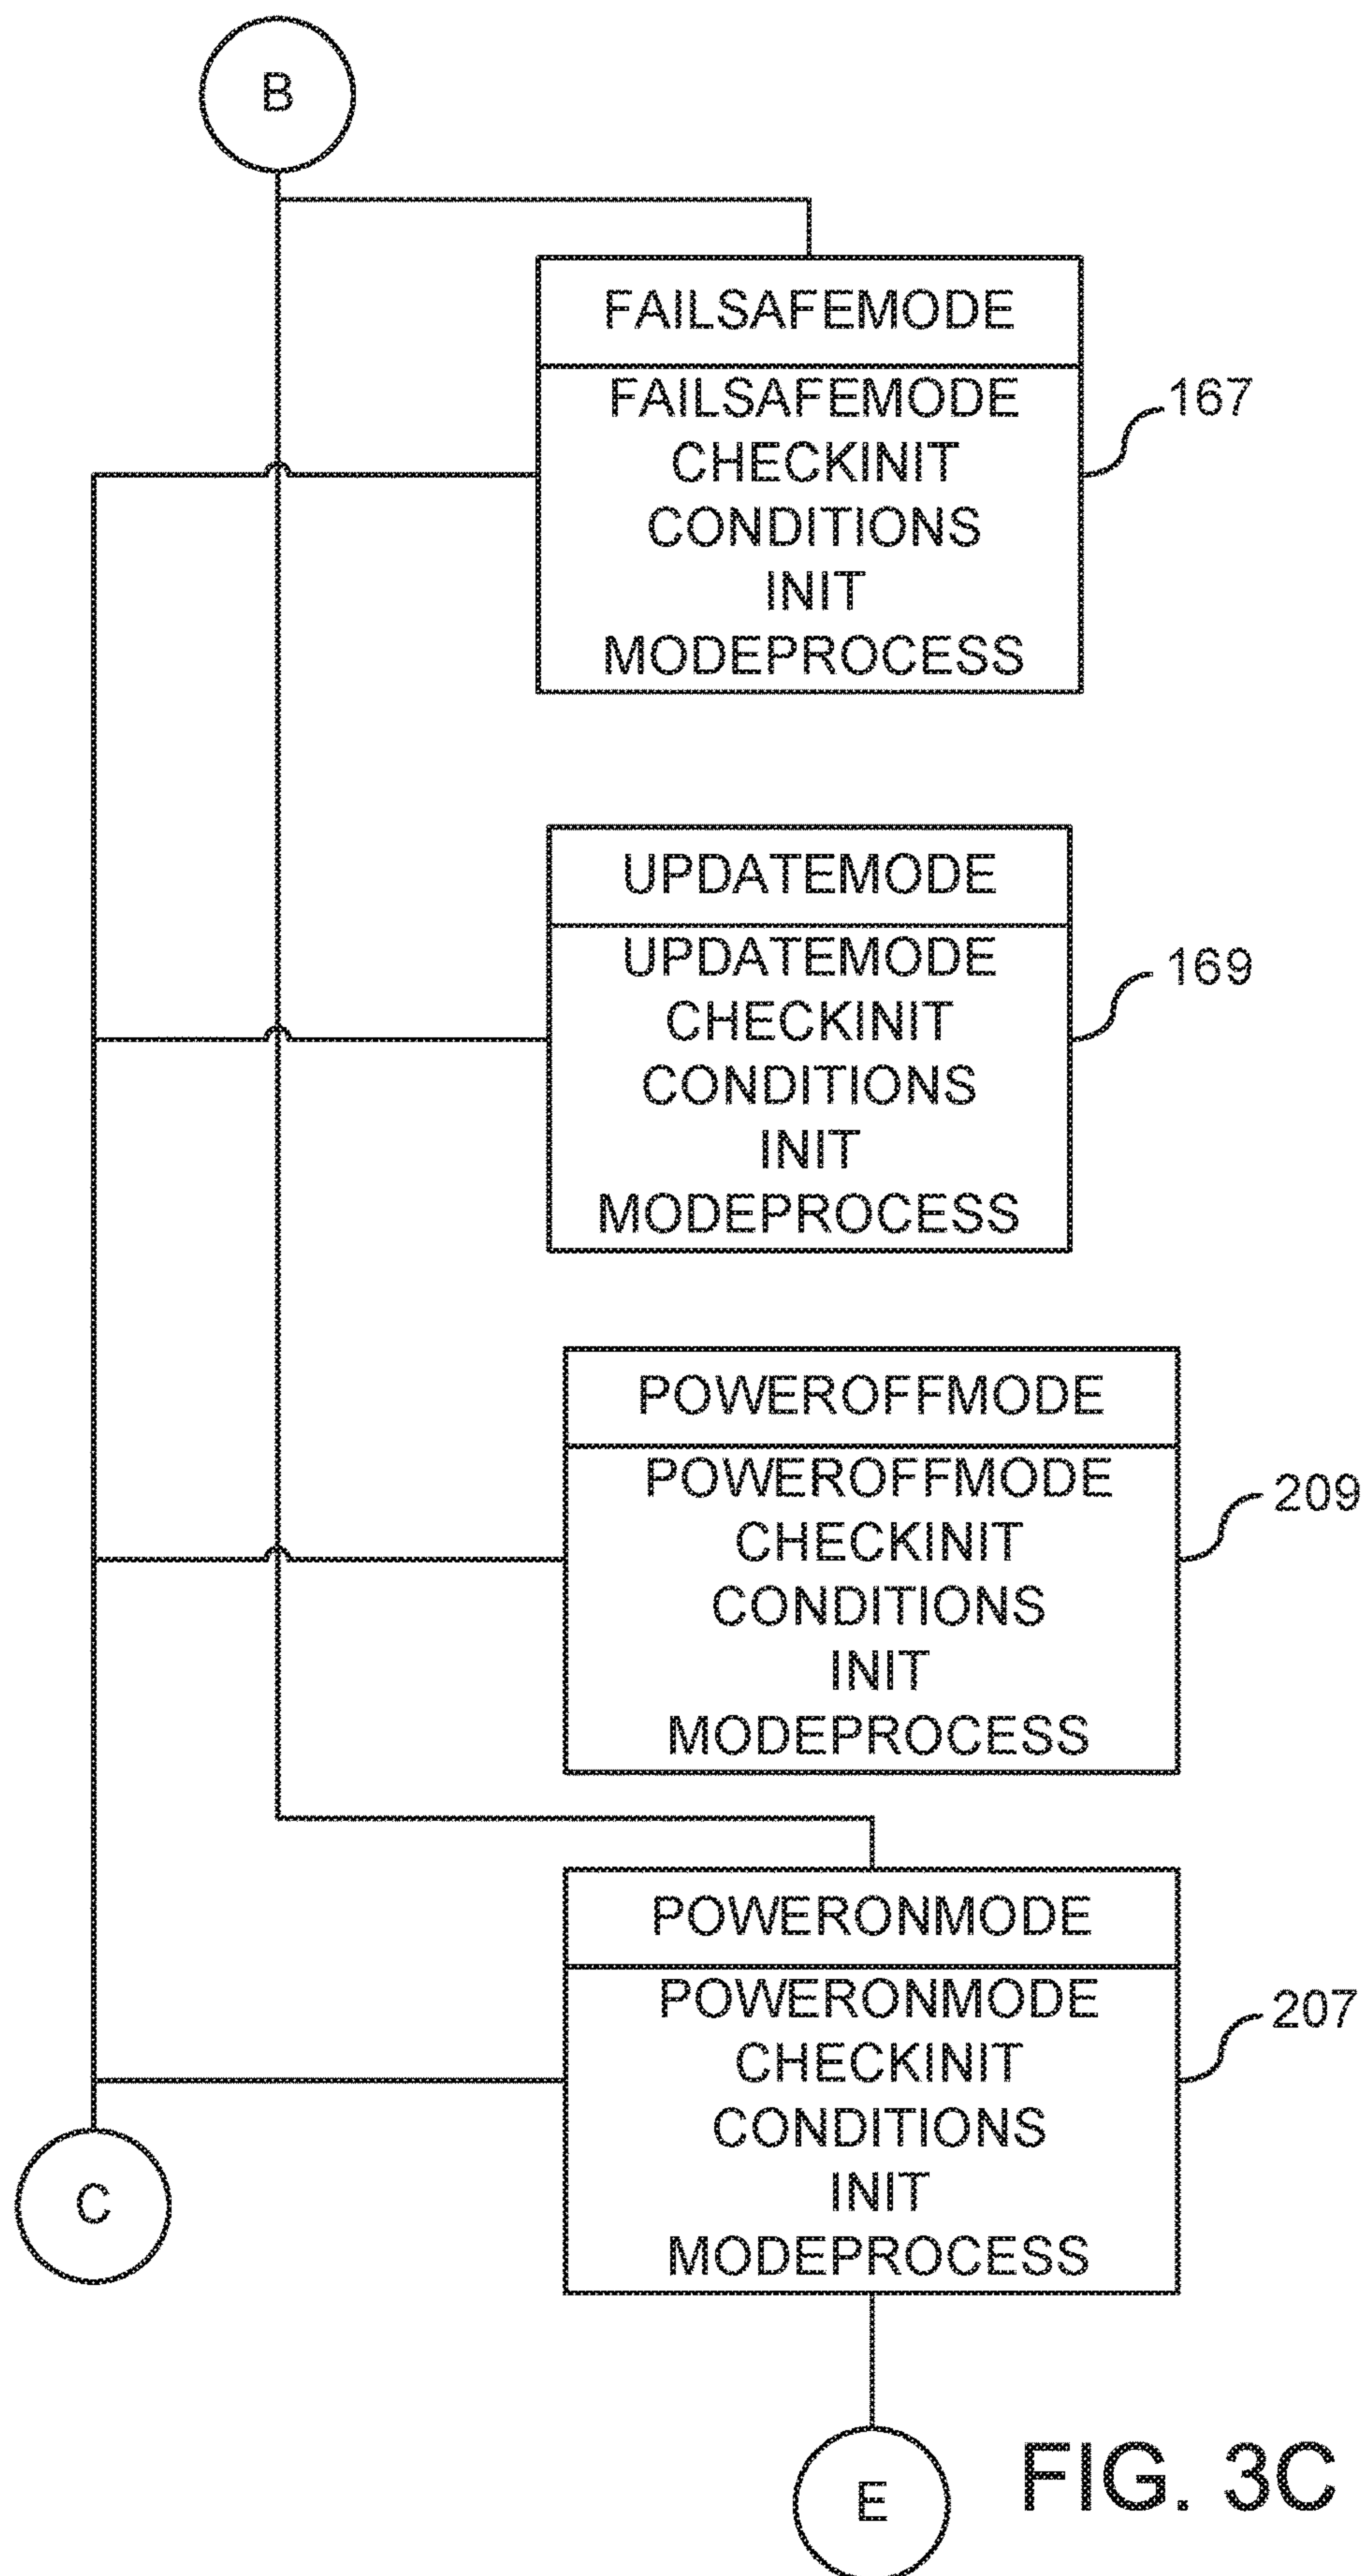 B
FAILSAFEMODE
FAILSAFEMODE
CHECKINIT
CONDITIONS
INIT
MODEPROCESS
167
UPDATEMODE
UPDATEMODE
CHECKINIT
CONDITIONS
INIT
MODEPROCESS
169
POWEROFFMODE
POWEROFFMODE
CHECKINIT
CONDITIONS
INIT
MODEPROCESS
209
POWERONMODE
POWERONMODE
CHECKINIT
CONDITIONS
INIT
MODEPROCESS
207
C
E
FIG. 3C